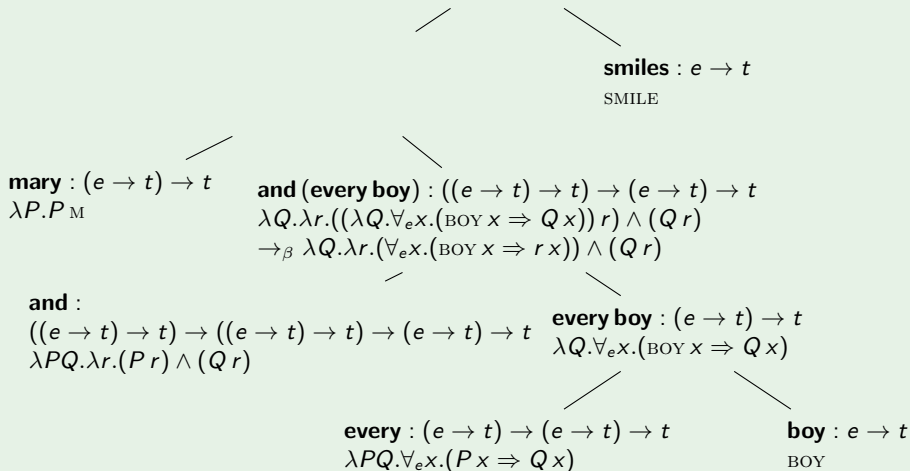 smiles : e → t
SMILE
mary : (e → t) → t
λP.P M
and (every boy) : ((e → t) → t) → (e → t) → t
λQ.λr.((λQ.∀ₑx.(BOY x ⇒ Q x)) r) ∧ (Q r)
→β λQ.λr.(∀ₑx.(BOY x ⇒ r x)) ∧ (Q r)
and :
((e → t) → t) → ((e → t) → t) → (e → t) → t
λPQ.λr.(P r) ∧ (Q r)
every boy : (e → t) → t
λQ.∀ₑx.(BOY x ⇒ Q x)
every : (e → t) → (e → t) → t
λPQ.∀ₑx.(P x ⇒ Q x)
boy : e → t
BOY